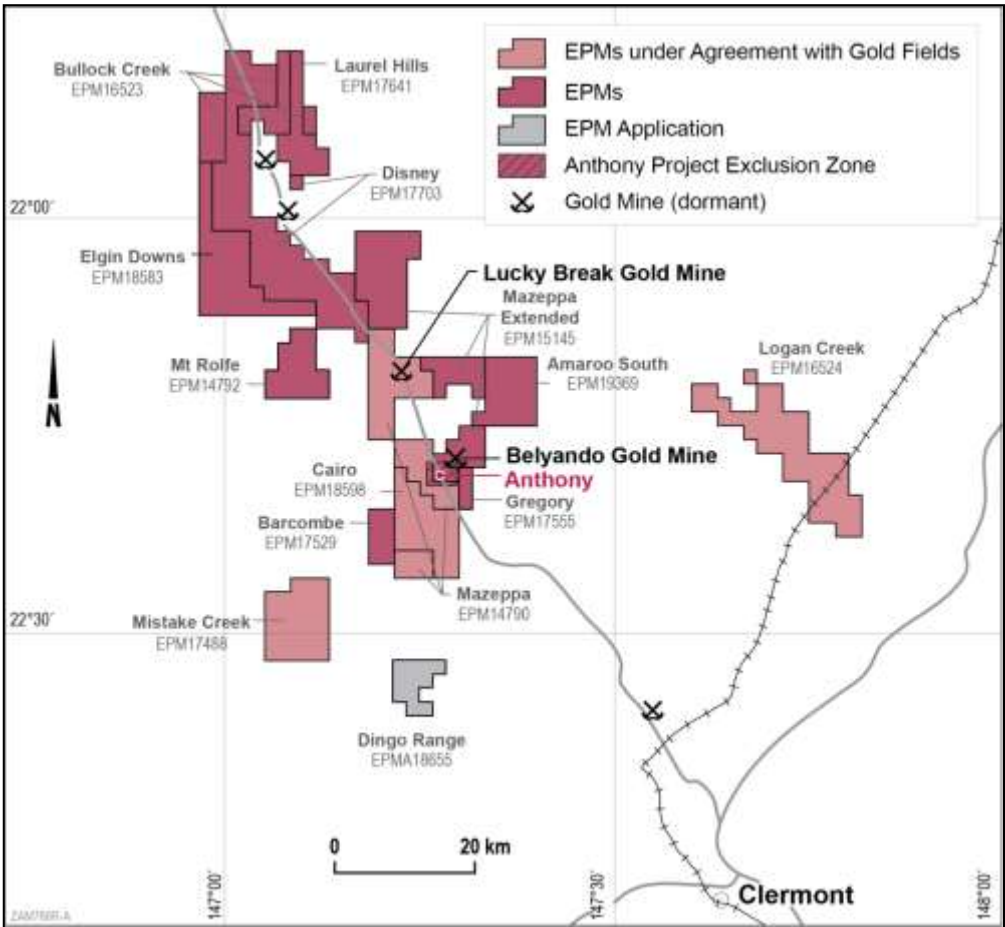 Bullock Creek
EPM16523
Laurel Hills
EPM17641
EPMs under Agreement with Gold Fields
EPMs
EPM Application
Anthony Project Exclusion Zone
Gold Mine (dormant)
Disney
EPM17703
22°00´
Elgin Downs
EPM18583
Lucky Break Gold Mine
Mazeppa
Extended
EPM15145
Mt Rolfe
EPM14792
Amaroo South
EPM19369
Logan Creek
EPM16524
N
Belyando Gold Mine
Cairo
EPM18598
C
Anthony
Gregory
EPM17555
Barcombe
EPM17529
Mazeppa
EPM14790
22°30´
Mistake Creek
EPM17488
Dingo Range
EPMA18655
0 20 km
147°00´
147°30´
148°00´
Clermont
ZAM766R-A